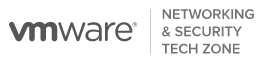 vmware®
NETWORKING
& SECURITY
TECH ZONE